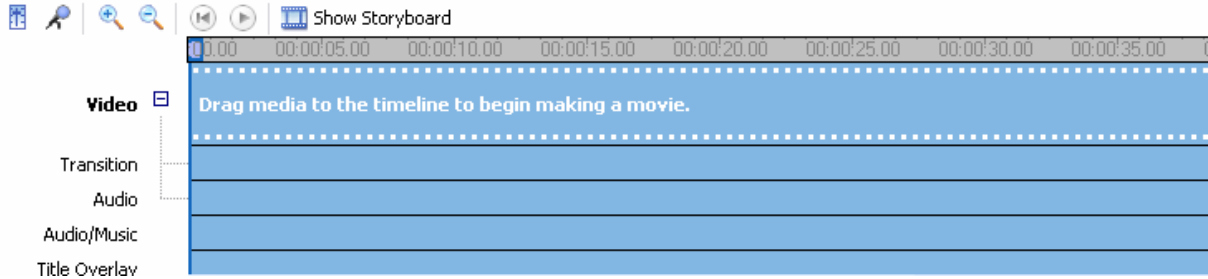 Show Storyboard
0.00 00:00:05.00 00:00:10.00 00:00:15.00 00:00:20.00 00:00:25.00 00:00:30.00 00:00:35.00
Video Drag media to the timeline to begin making a movie.
Transition
Audio
Audio/Music
Title Overlay